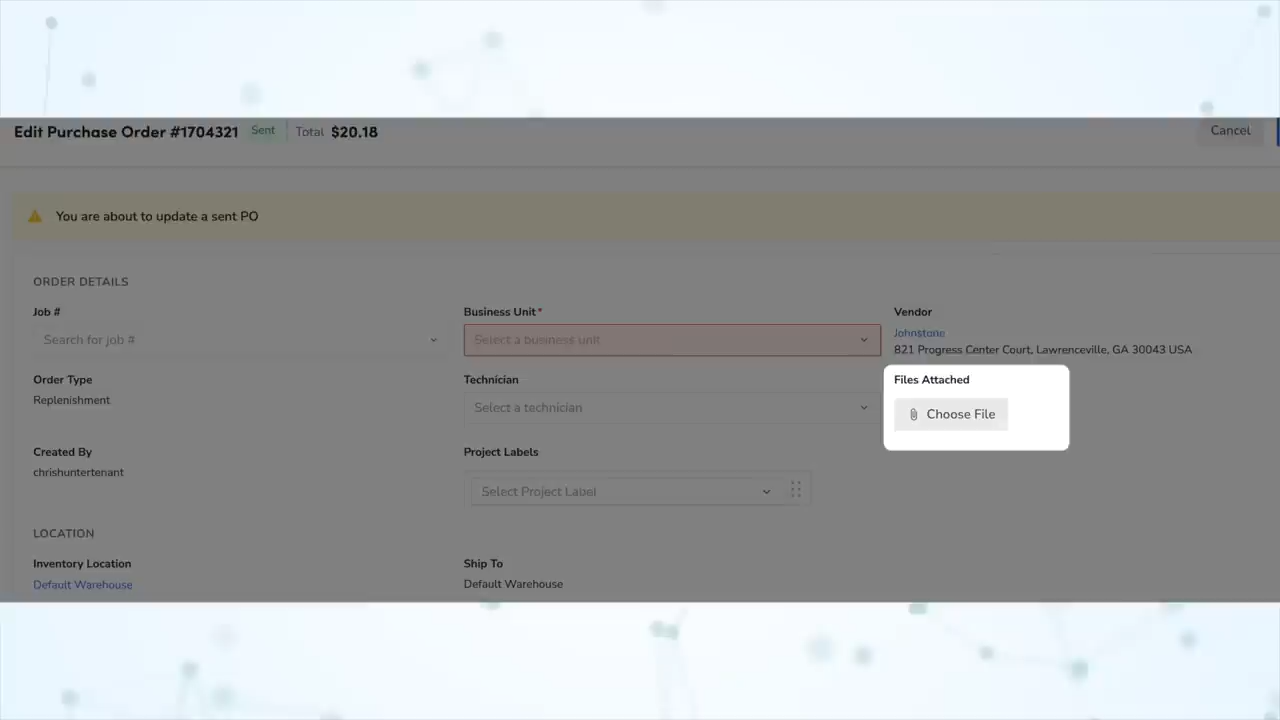 Edit Purchase Order #1704321 Sent Total $20.18 Cancel
You are about to update a sent PO
ORDER DETAILS
Job # Business Unit* Vendor
Search for job # Select a business unit Johnstone
821 Progress Center Court, Lawrenceville, GA 30043 USA
Order Type Technician Files Attached
Replenishment Select a technician Choose File
Created By Project Labels
chrishuntertenant
Select Project Label
LOCATION
Inventory Location Ship To
Default Warehouse Default Warehouse